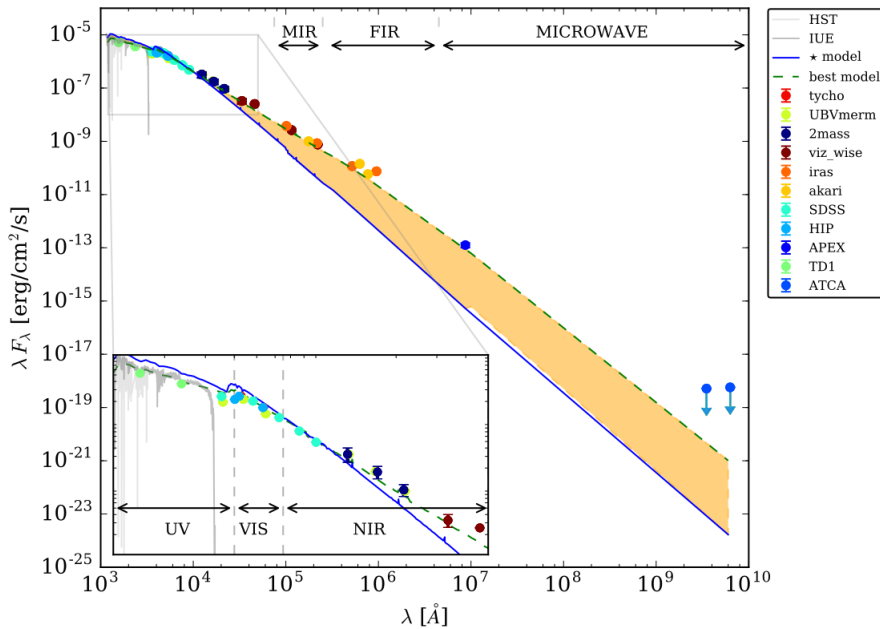 MIR FIR MICROWAVE
10^-5
10^-7
10^-9
10^-11
10^-13
10^-15
10^-17
10^-19
10^-21
10^-23
10^-25
λF_λ [erg/cm²/s]
UV VIS NIR
10^3 10^4 10^5 10^6 10^7 10^8 10^9 10^10
λ [Å]
HST
IUE
★ model
best model
tycho
UBVmerm
2mass
viz_wise
iras
akari
SDSS
HIP
APEX
TD1
ATCA